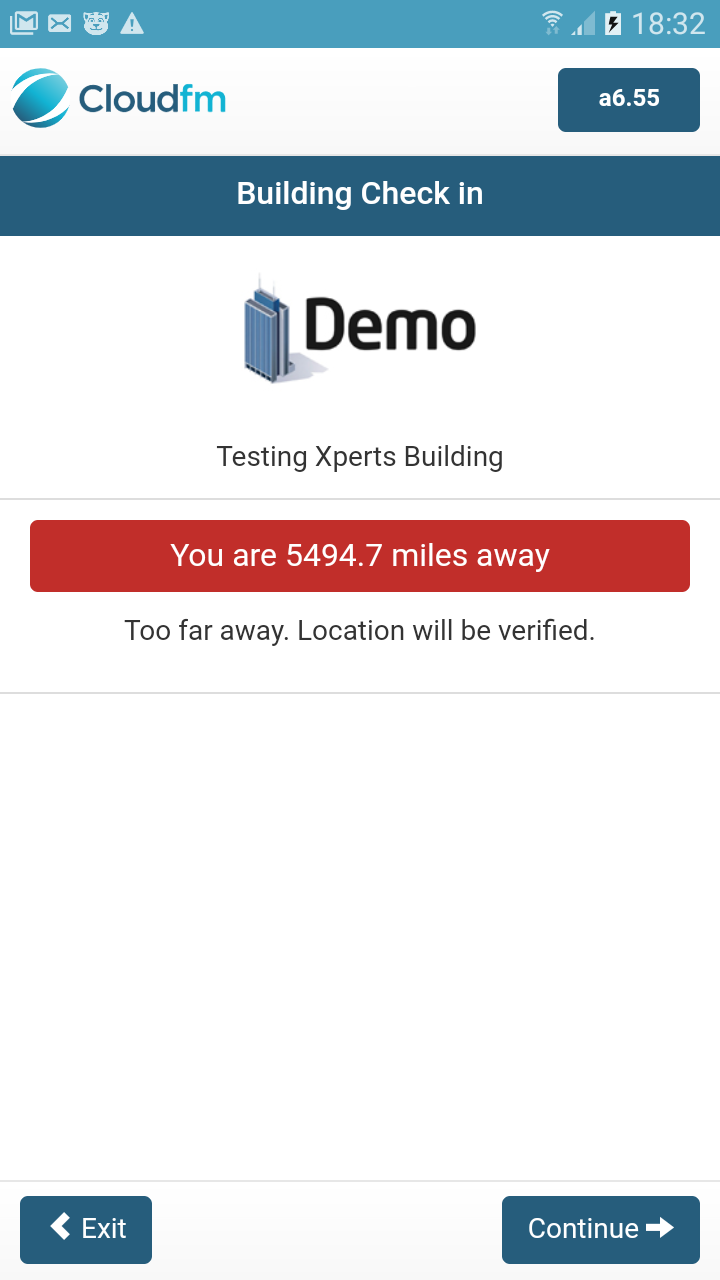 18:32
Cloudfm
a6.55
Building Check in
Demo
Testing Xperts Building
You are 5494.7 miles away
Too far away. Location will be verified.
Exit
Continue